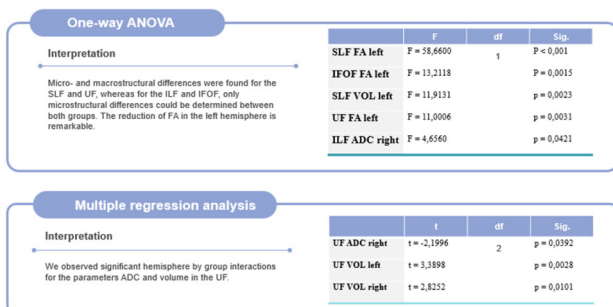 One-way ANOVA
Interpretation
Micro- and macrostructural differences were found for the
SLF and UF, whereas for the ILF and IFOF, only
microstructural differences could be determined between
both groups. The reduction of FA in the left hemisphere is
remarkable.
F df Sig.
SLF FA left F = 58,6600 1 P < 0,001
IFOF FA left F = 13,2118 P = 0,0015
SLF VOL left F = 11,9131 p = 0,0023
UF FA left F = 11,0006 p = 0,0031
ILF ADC right F = 4,6560 p = 0,0421
Multiple regression analysis
Interpretation
We observed significant hemisphere by group interactions
for the parameters ADC and volume in the UF.
t df Sig.
UF ADC right t = -2,1996 2 p = 0,0392
UF VOL left t = 3,3898 p = 0,0028
UF VOL right t = 2,8252 p = 0,0101